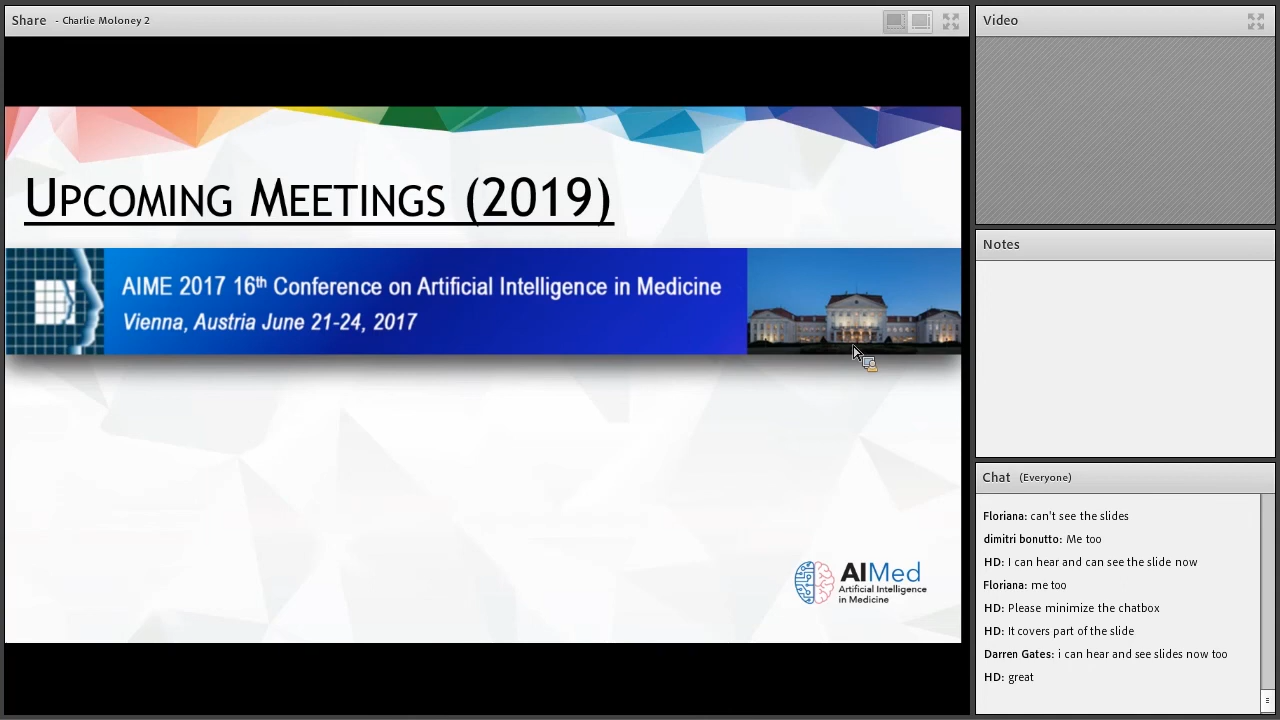 Share - Charlie Moloney 2
UPCOMING MEETINGS (2019)
AIME 2017 16th Conference on Artificial Intelligence in Medicine
Vienna, Austria June 21-24, 2017
AIMed
Artificial Intelligence
in Medicine
Video
Notes
Chat (Everyone)
Floriana: can't see the slides
dimitri bonutto: Me too
HD: I can hear and can see the slide now
Floriana: me too
HD: Please minimize the chatbox
HD: It covers part of the slide
Darren Gates: i can hear and see slides now too
HD: great